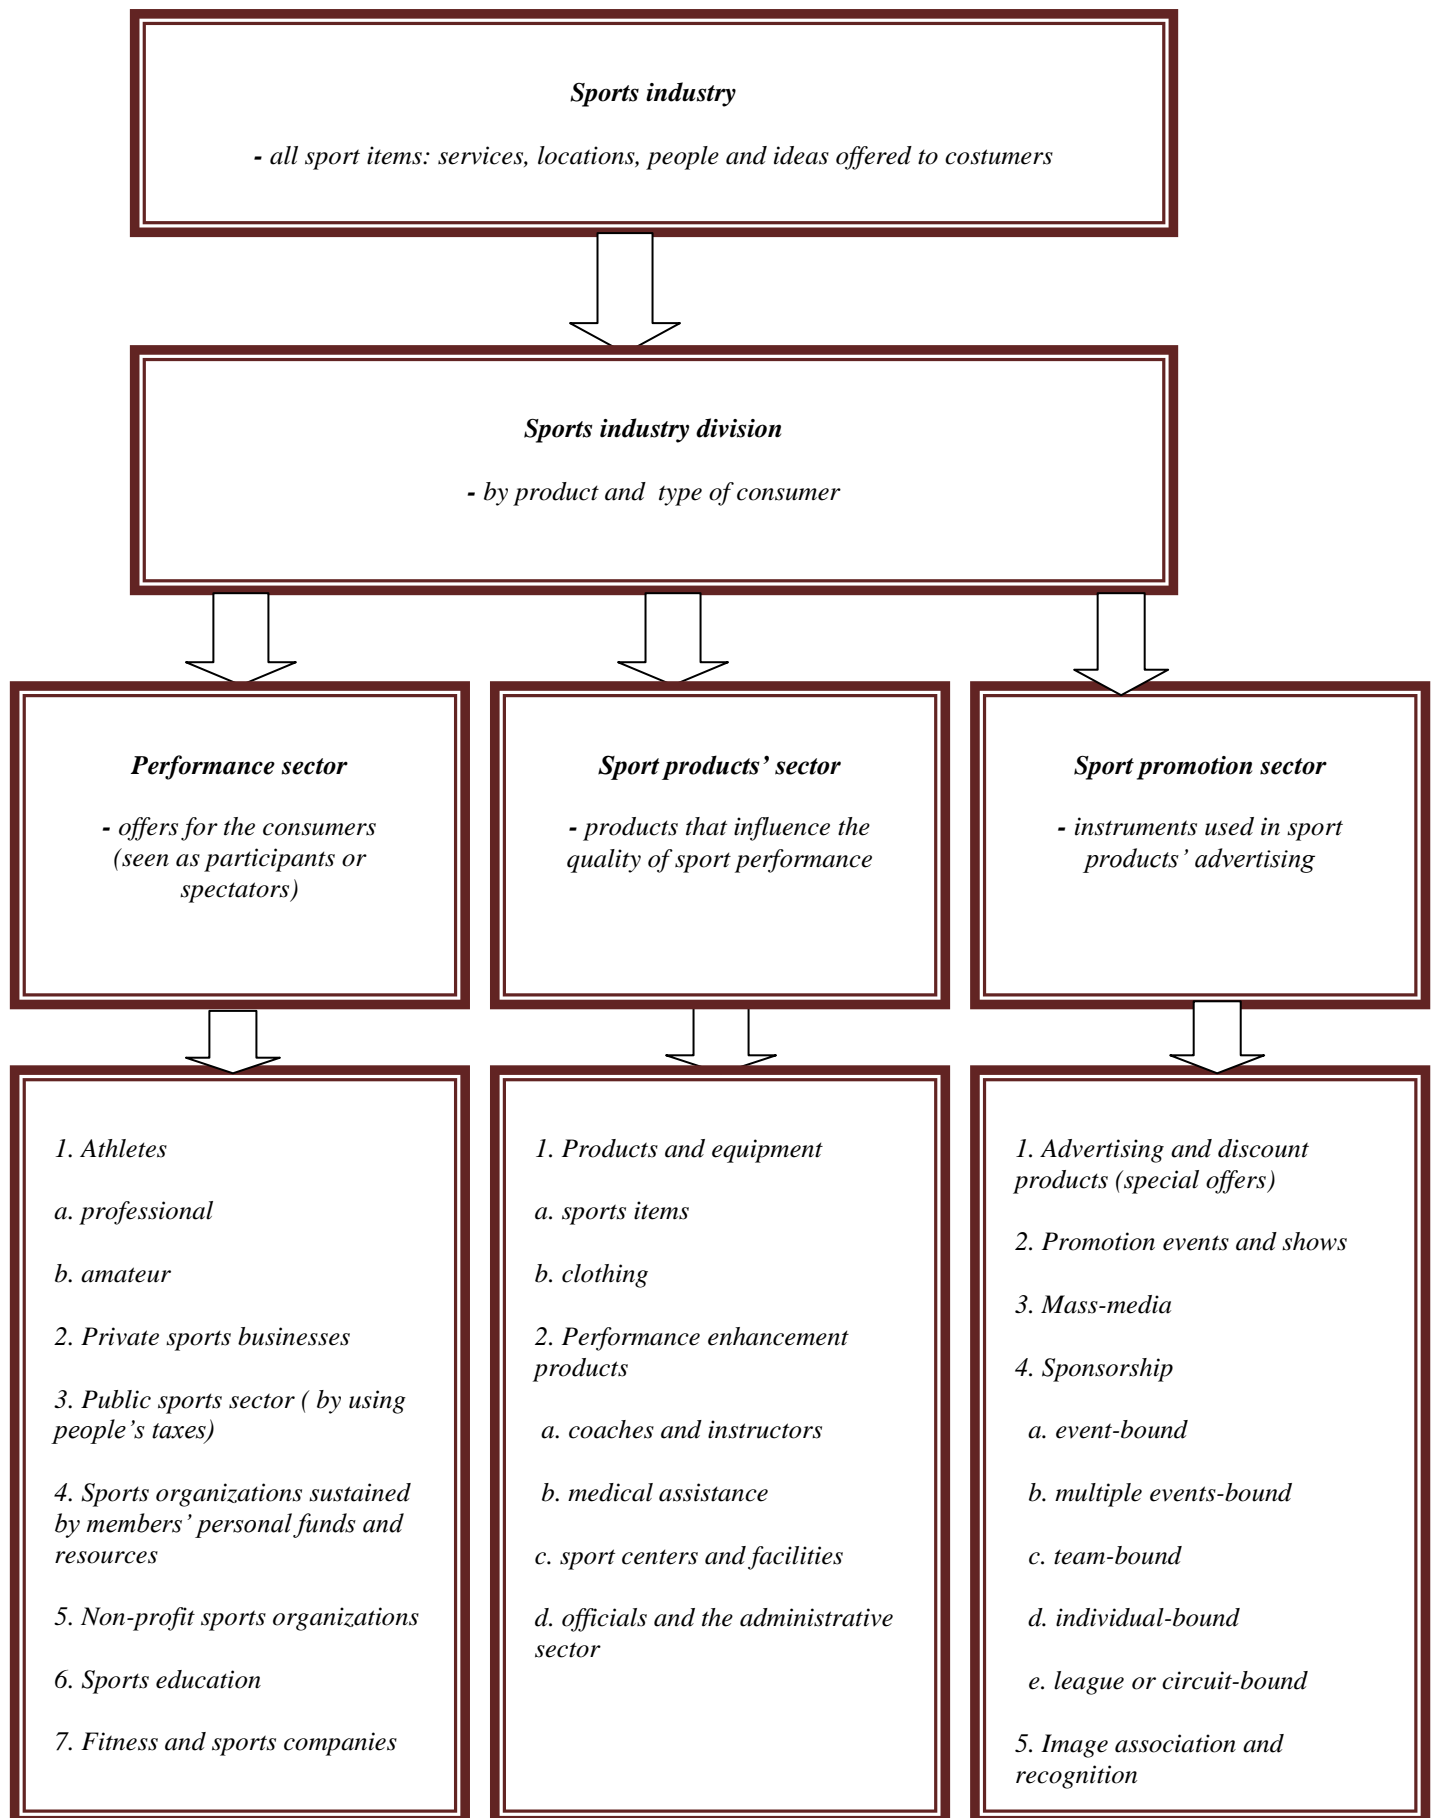 Sports industry
- all sport items: services, locations, people and ideas offered to costumers
Sports industry division
- by product and type of consumer
Performance sector
- offers for the consumers
(seen as participants or
spectators)
Sport products’ sector
- products that influence the
quality of sport performance
Sport promotion sector
- instruments used in sport
products’ advertising
1. Athletes
a. professional
b. amateur
2. Private sports businesses
3. Public sports sector ( by using
people’s taxes)
4. Sports organizations sustained
by members’ personal funds and
resources
5. Non-profit sports organizations
6. Sports education
7. Fitness and sports companies
1. Products and equipment
a. sports items
b. clothing
2. Performance enhancement
products
a. coaches and instructors
b. medical assistance
c. sport centers and facilities
d. officials and the administrative
sector
1. Advertising and discount
products (special offers)
2. Promotion events and shows
3. Mass-media
4. Sponsorship
a. event-bound
b. multiple events-bound
c. team-bound
d. individual-bound
e. league or circuit-bound
5. Image association and
recognition